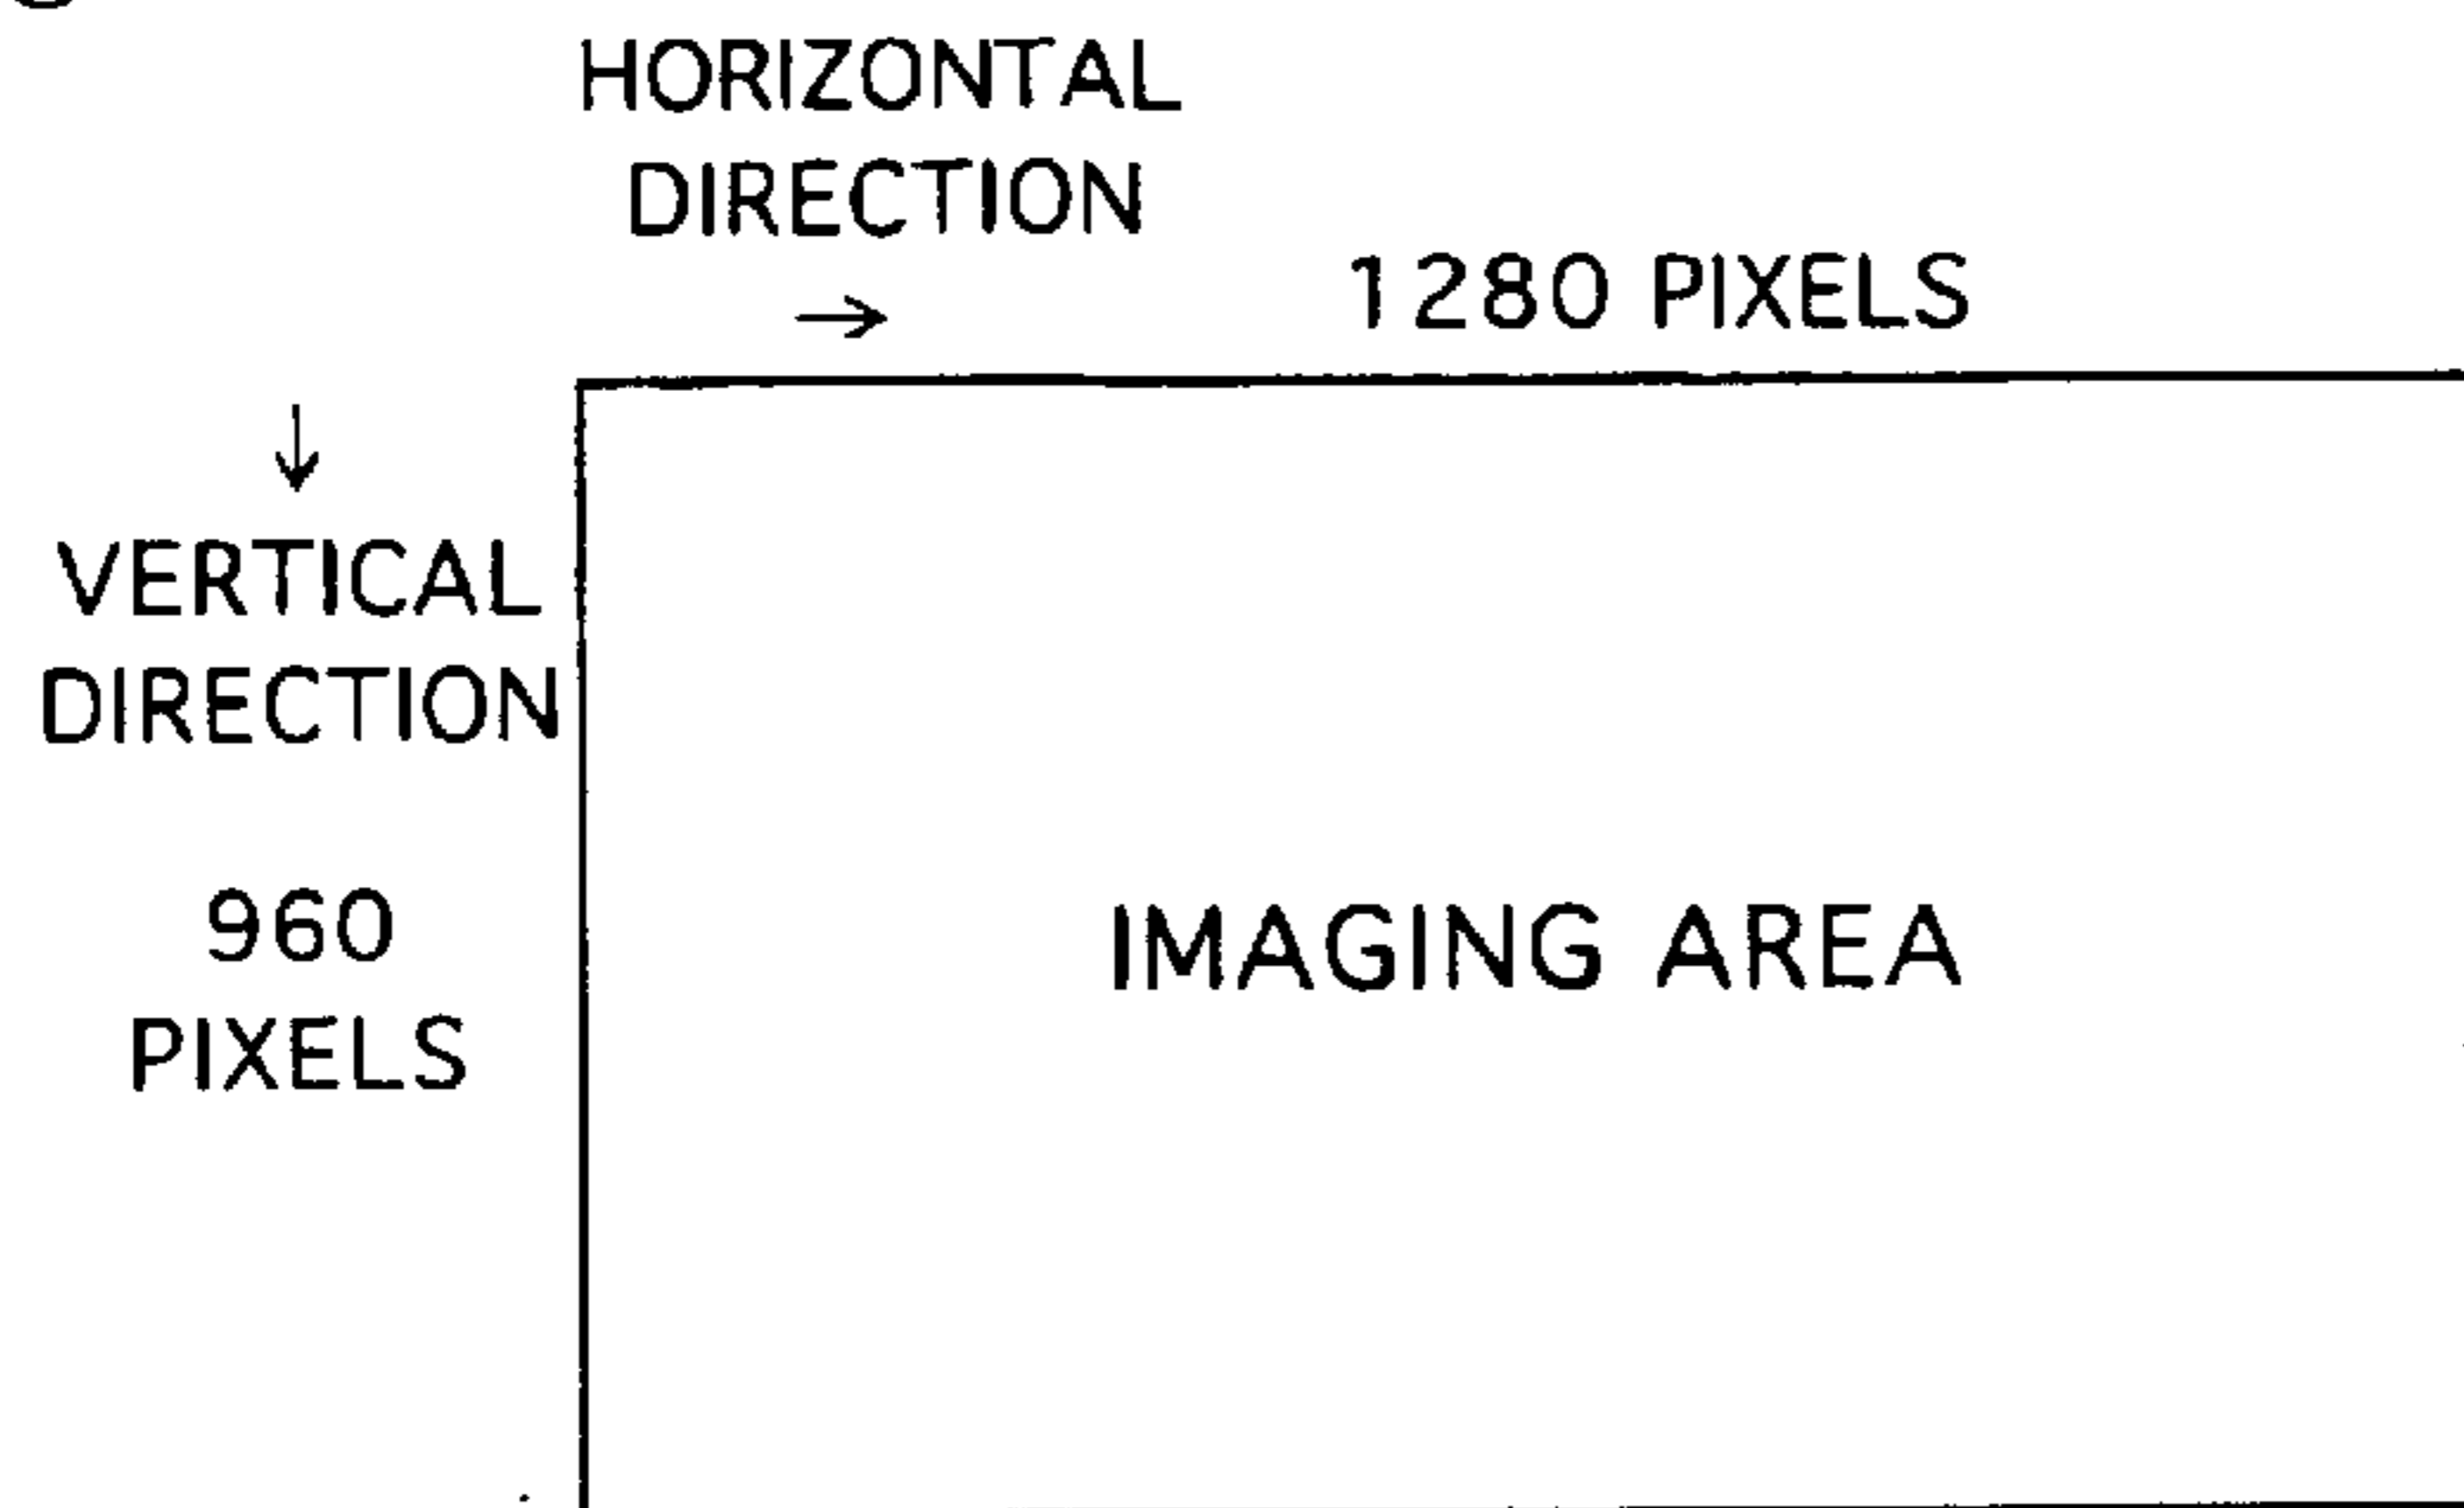 HORIZONTAL
DIRECTION
1280 PIXELS
VERTICAL
DIRECTION
960
PIXELS
IMAGING AREA